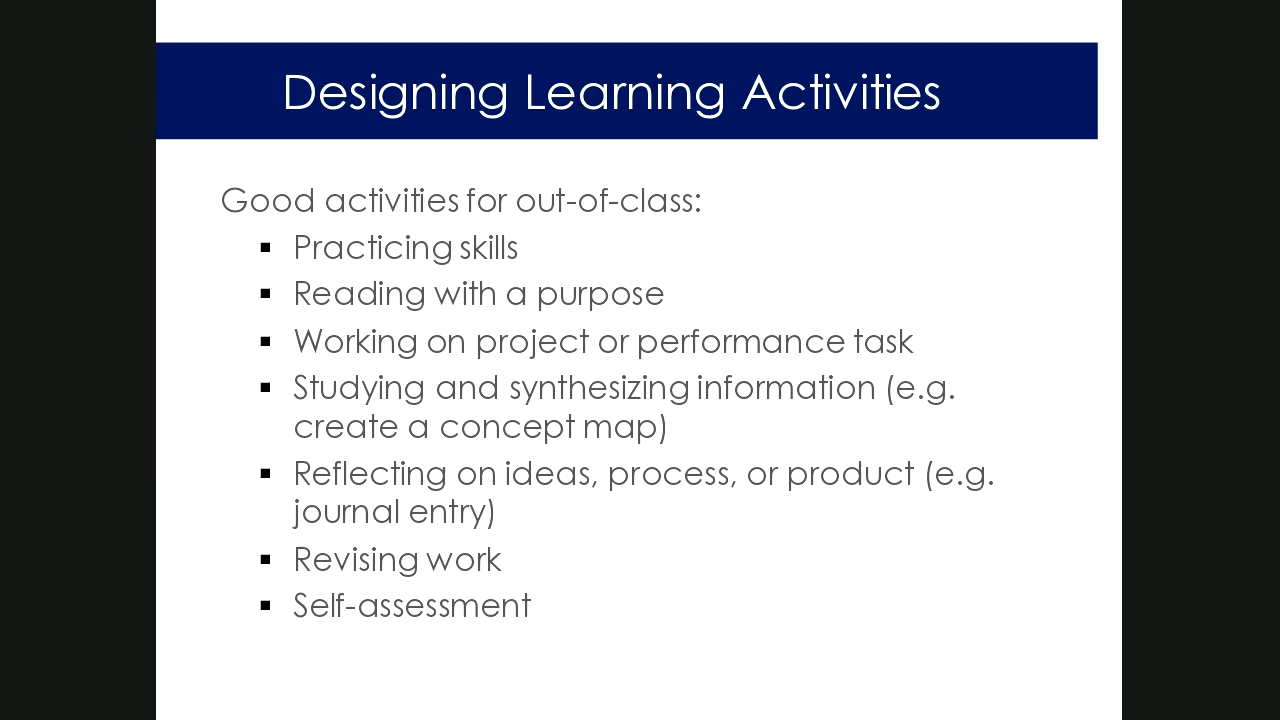 Designing Learning Activities
Good activities for out-of-class:
▪ Practicing skills
▪ Reading with a purpose
▪ Working on project or performance task
▪ Studying and synthesizing information (e.g.
create a concept map)
▪ Reflecting on ideas, process, or product (e.g.
journal entry)
▪ Revising work
▪ Self-assessment